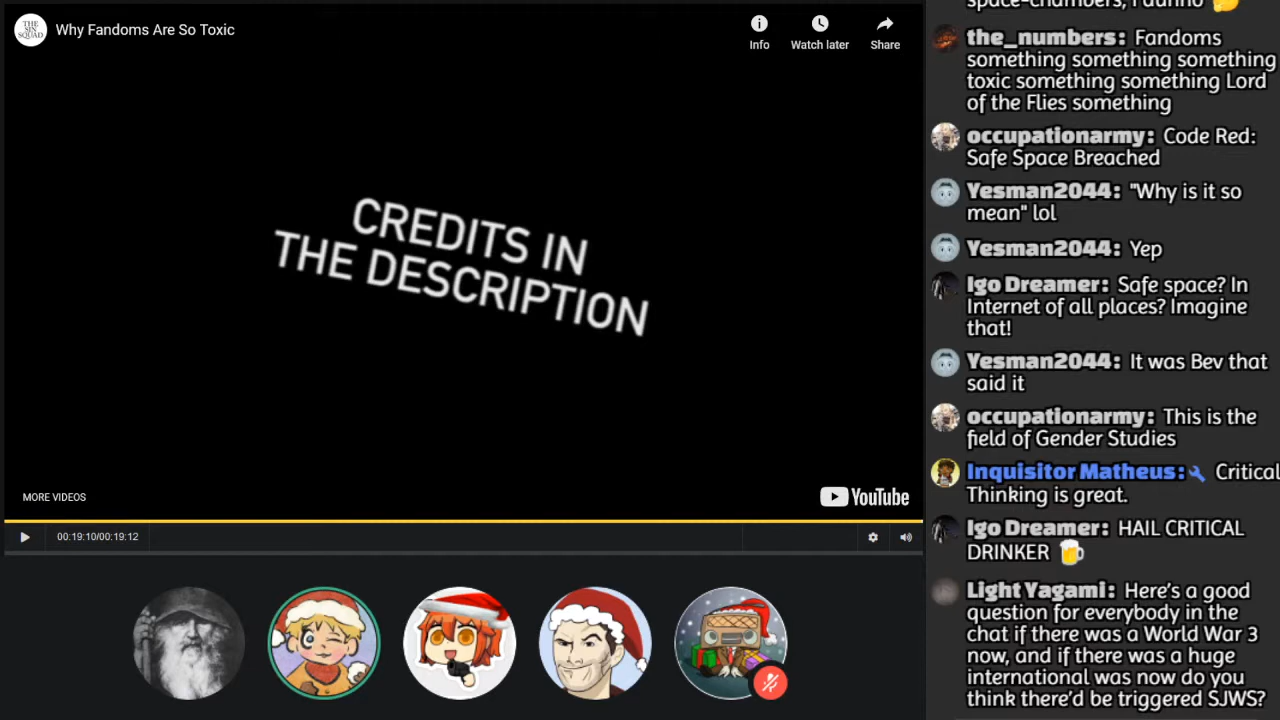 THE
SIN
SQUAD
Why Fandoms Are So Toxic
Info
Watch later
Share
CREDITS IN
THE DESCRIPTION
MORE VIDEOS
YouTube
00:19:10/00:19:12
space-chambers, I dunno
the_numbers: Fandoms
something something something
toxic something something Lord
of the Flies something
occupationarmy: Code Red:
Safe Space Breached
Yesman2044: "Why is it so
mean" lol
Yesman2044: Yep
Igo Dreamer: Safe space? In
Internet of all places? Imagine
that!
Yesman2044: It was Bev that
said it
occupationarmy: This is the
field of Gender Studies
Inquisitor Matheus: Critical
Thinking is great.
Igo Dreamer: HAIL CRITICAL
DRINKER
Light Yagami: Here's a good
question for everybody in the
chat if there was a World War 3
now, and if there was a huge
international was now do you
think there'd be triggered SJWS?